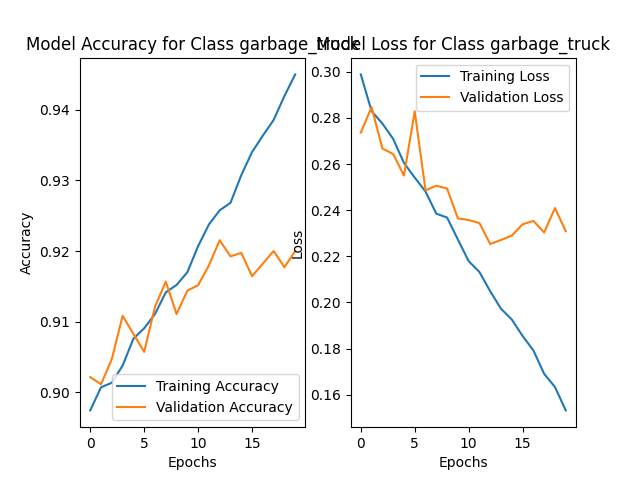 Model Accuracy for Class garbage_truck
Model Loss for Class garbage_truck
Accuracy
0.94
0.93
0.92
0.91
0.90
Training Accuracy
Validation Accuracy
0
5
10
15
Epochs
Loss
0.30
0.28
0.26
0.24
0.22
0.20
0.18
0.16
Training Loss
Validation Loss
0
5
10
15
Epochs